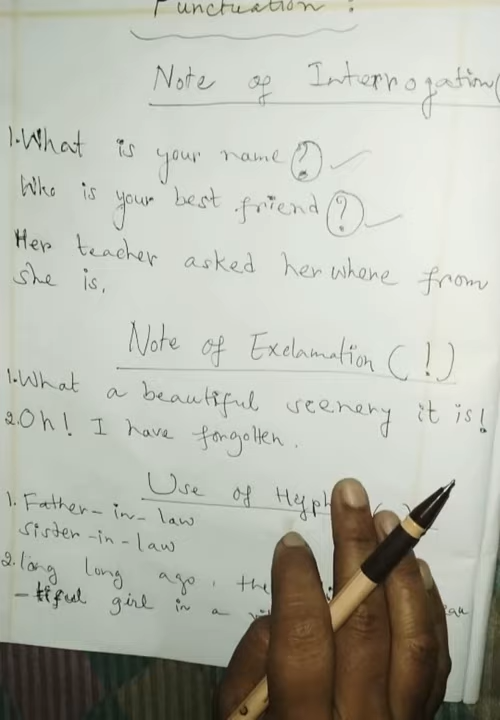 Punctuation :
Note of Interrogation (
1. What is your name ?
Who is your best friend ?
Her teacher asked her where from
she is.
Note of Exclamation ( ! )
1. What a beautiful scenery it is!
2. Oh! I have forgotten.
Use of Hyph
1. Father-in-law
Sister-in-law
2. long long ago, the
girl in a